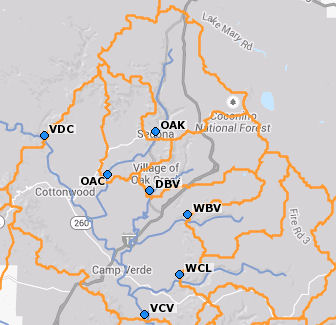 Lake Mary Rd
Coconino
National Forest
VDC
OAK
Sedona
Village of
Oak Creek
OAC
DBV
Cottonwood
WBV
260
Fire Rd 3
Camp Verde
WCL
VCV